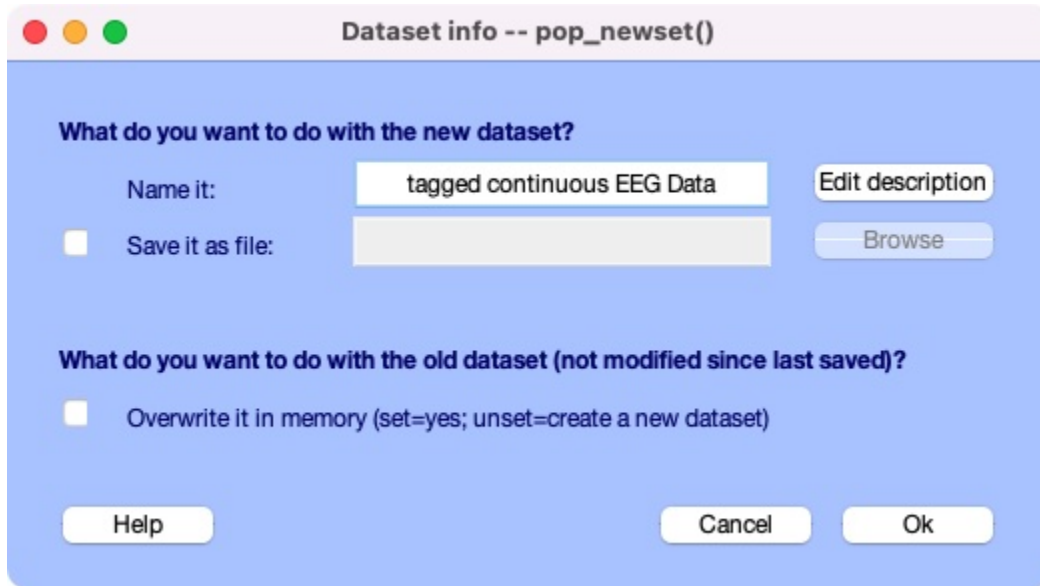 Dataset info -- pop_newset()
What do you want to do with the new dataset?
Name it:
tagged continuous EEG Data
Edit description
Save it as file:
Browse
What do you want to do with the old dataset (not modified since last saved)?
Overwrite it in memory (set=yes; unset=create a new dataset)
Help
Cancel
Ok